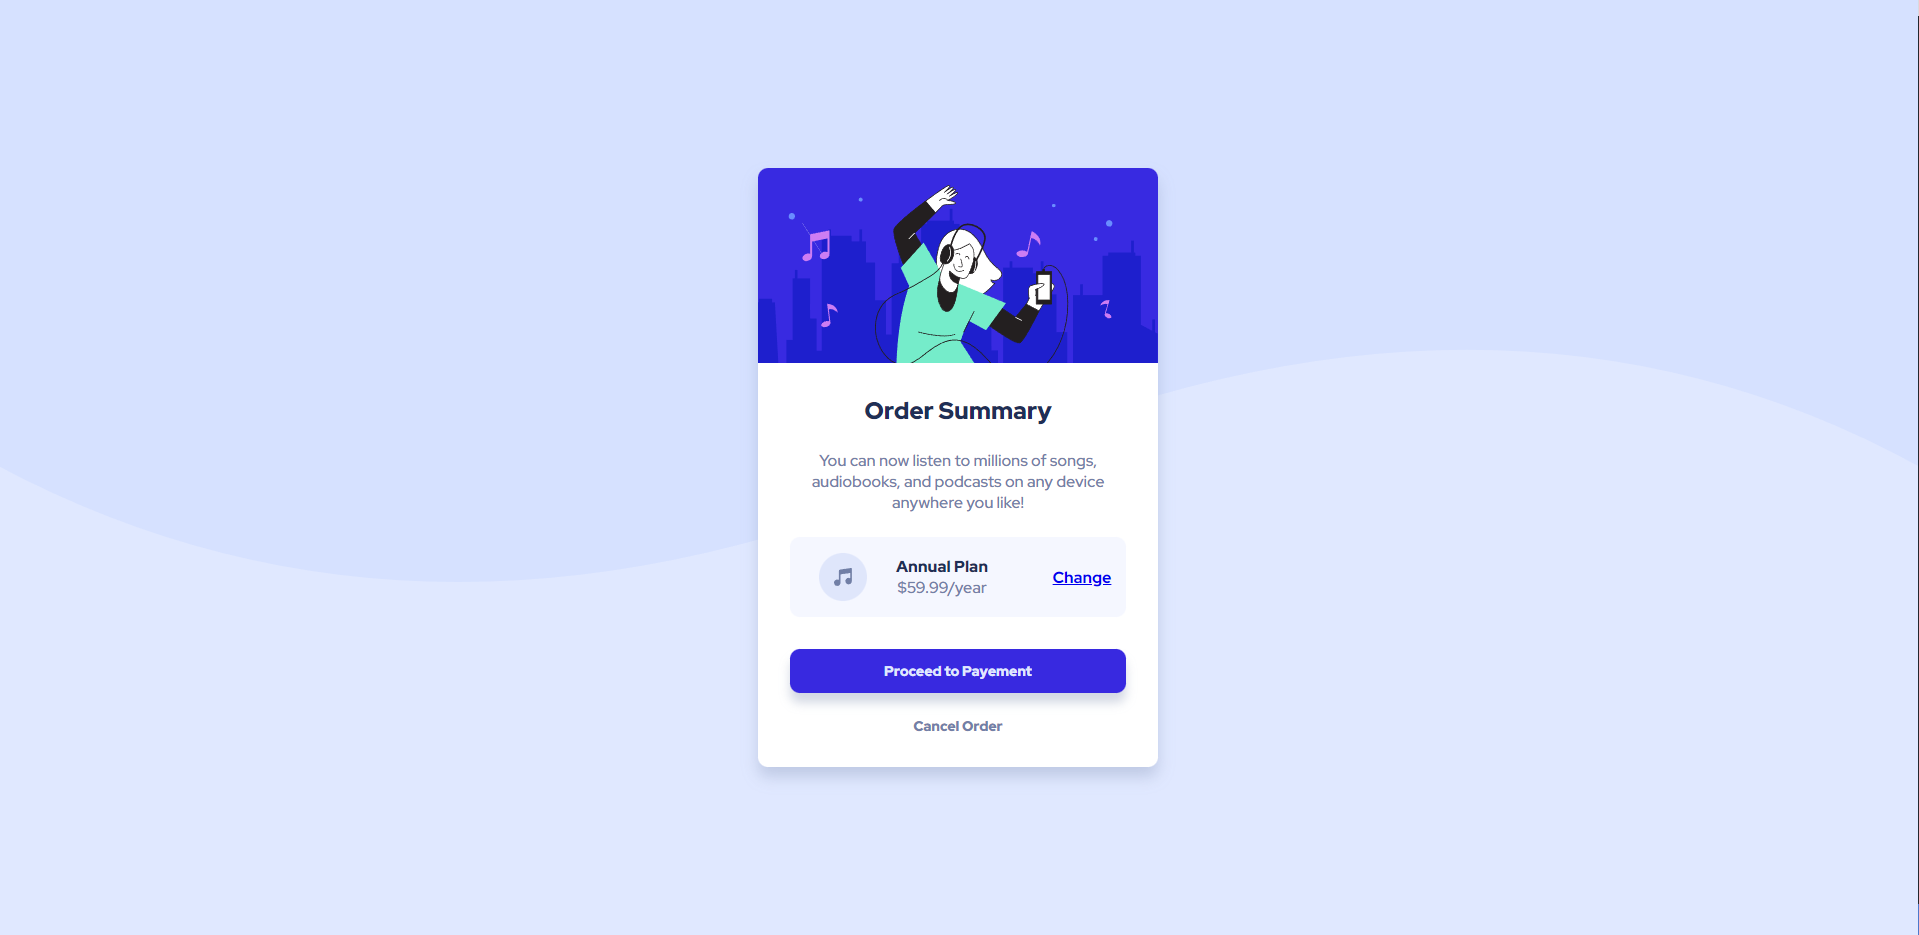 Order Summary
You can now listen to millions of songs,
audiobooks, and podcasts on any device
anywhere you like!
Annual Plan
$59.99/year
Change
Proceed to Payement
Cancel Order